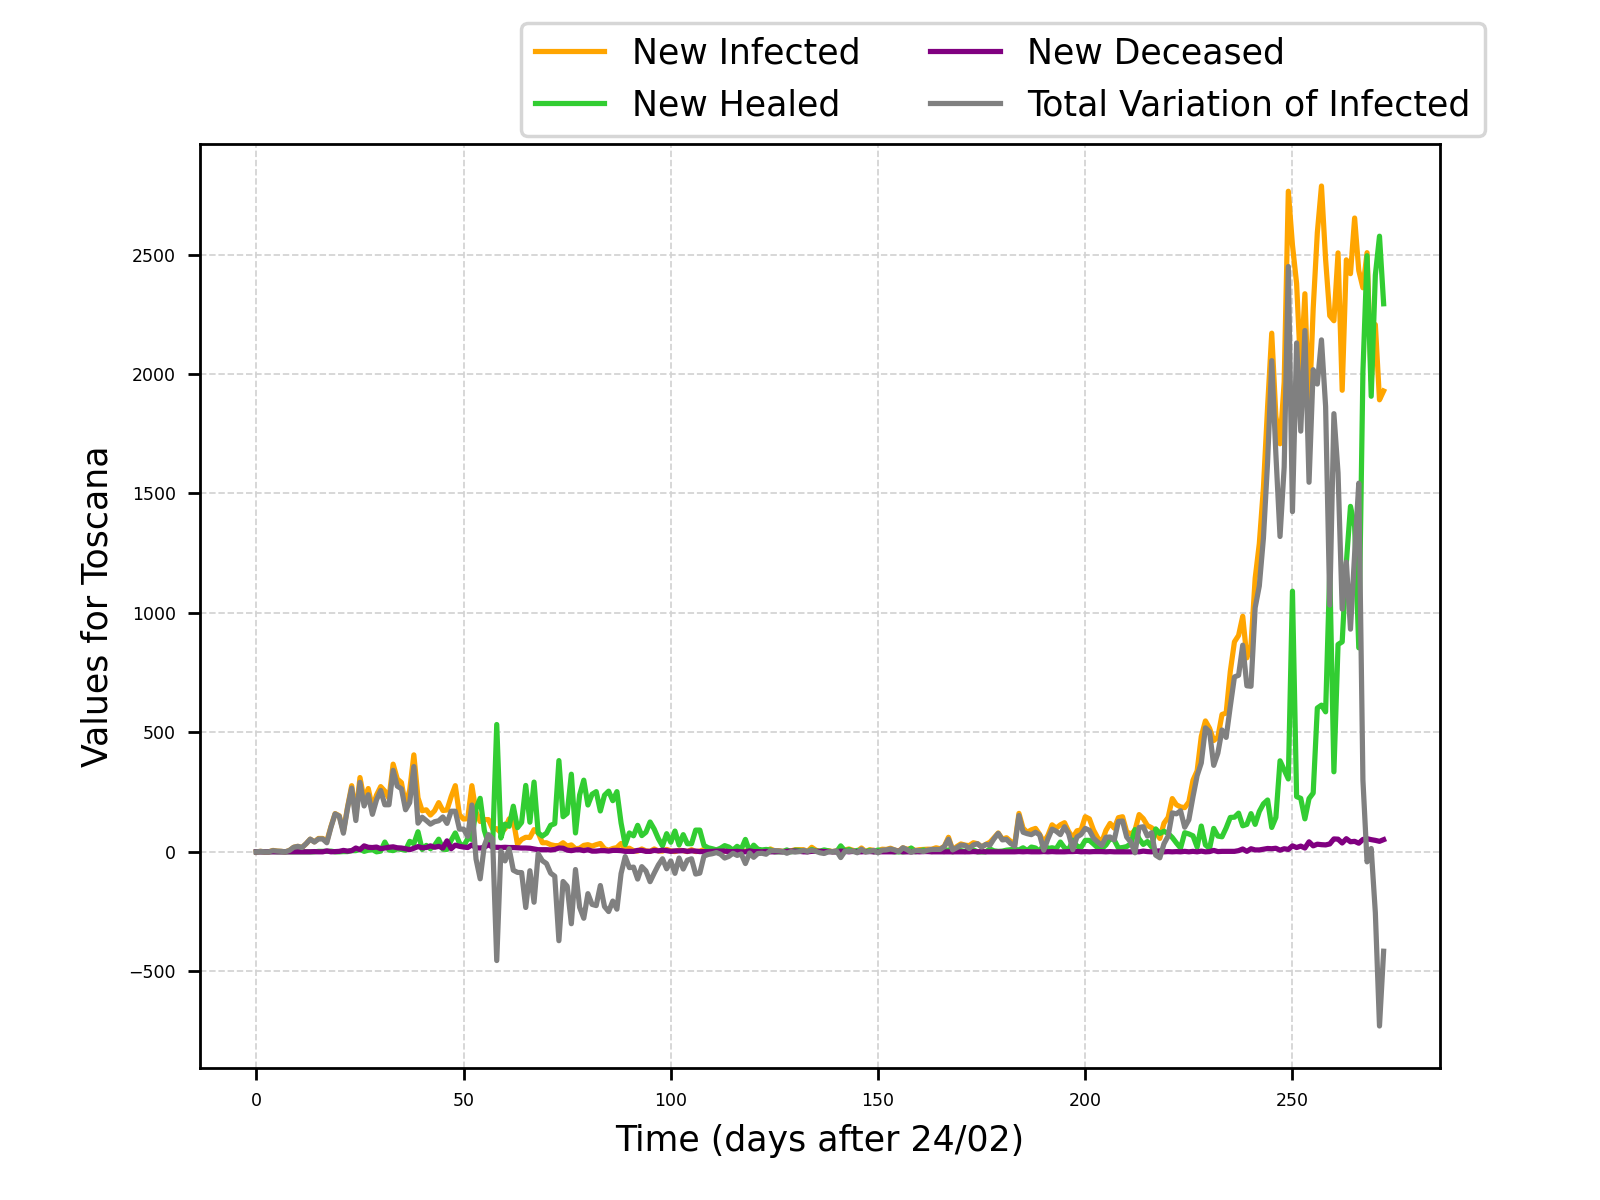 New Infected
New Healed
New Deceased
Total Variation of Infected
Values for Toscana
2500
2000
1500
1000
500
0
−500
0
50
100
150
200
250
Time (days after 24/02)